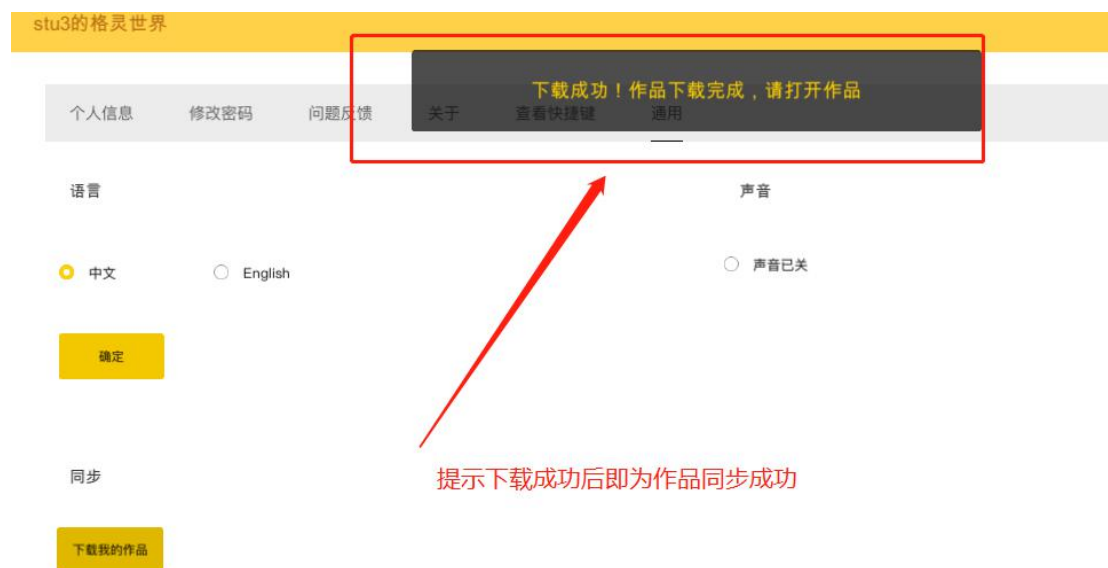 stu3的格灵世界
下载成功！作品下载完成，请打开作品
个人信息 修改密码 问题反馈 关于 查看快捷键 通用
语言 声音
中文 English 声音已关
确定
同步
提示下载成功后即为作品同步成功
下载我的作品